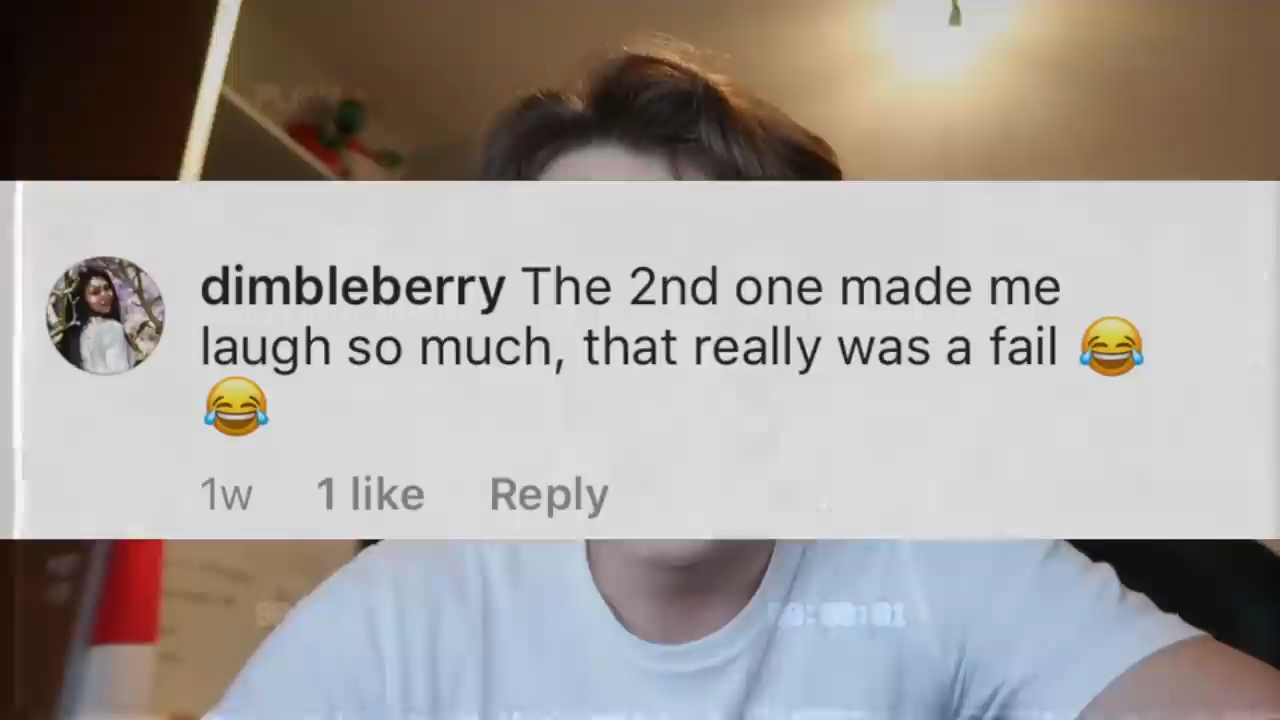 dimbleberry The 2nd one made me
laugh so much, that really was a fail 😂
😂
1w 1 like Reply